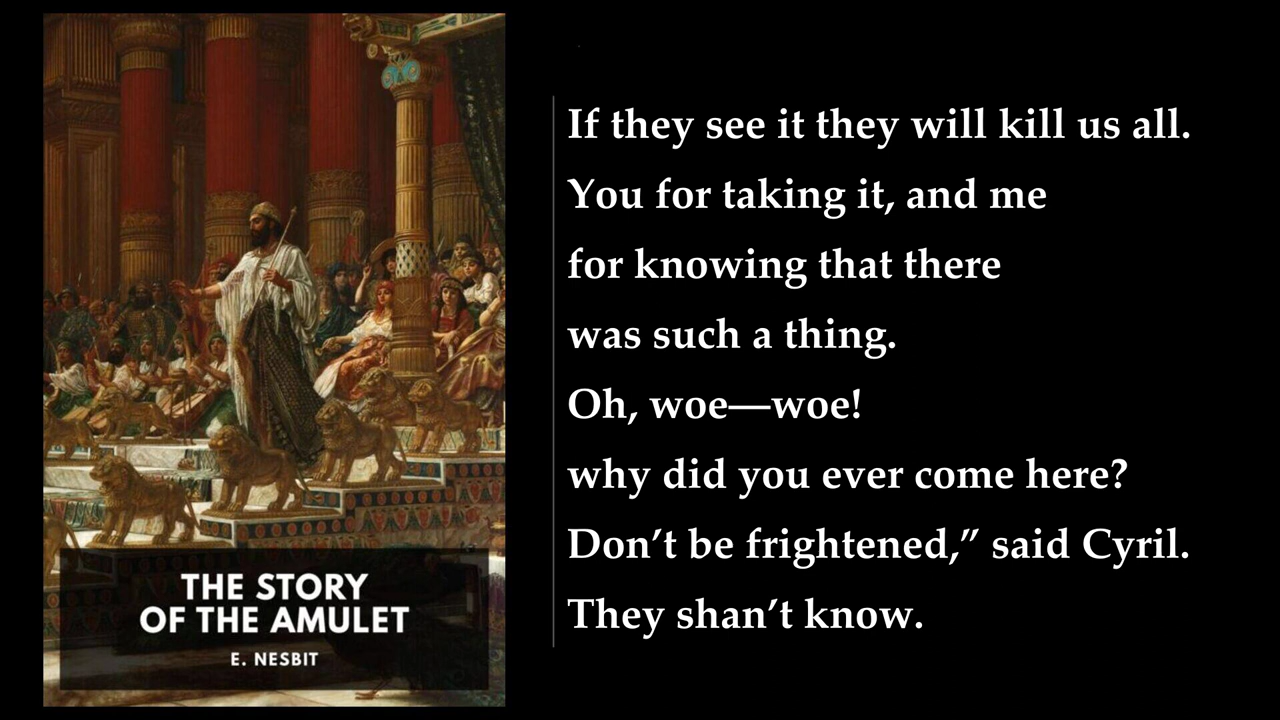 THE STORY
OF THE AMULET
E. NESBIT
If they see it they will kill us all.
You for taking it, and me
for knowing that there
was such a thing.
Oh, woe—woe!
why did you ever come here?
Don’t be frightened,” said Cyril.
They shan’t know.